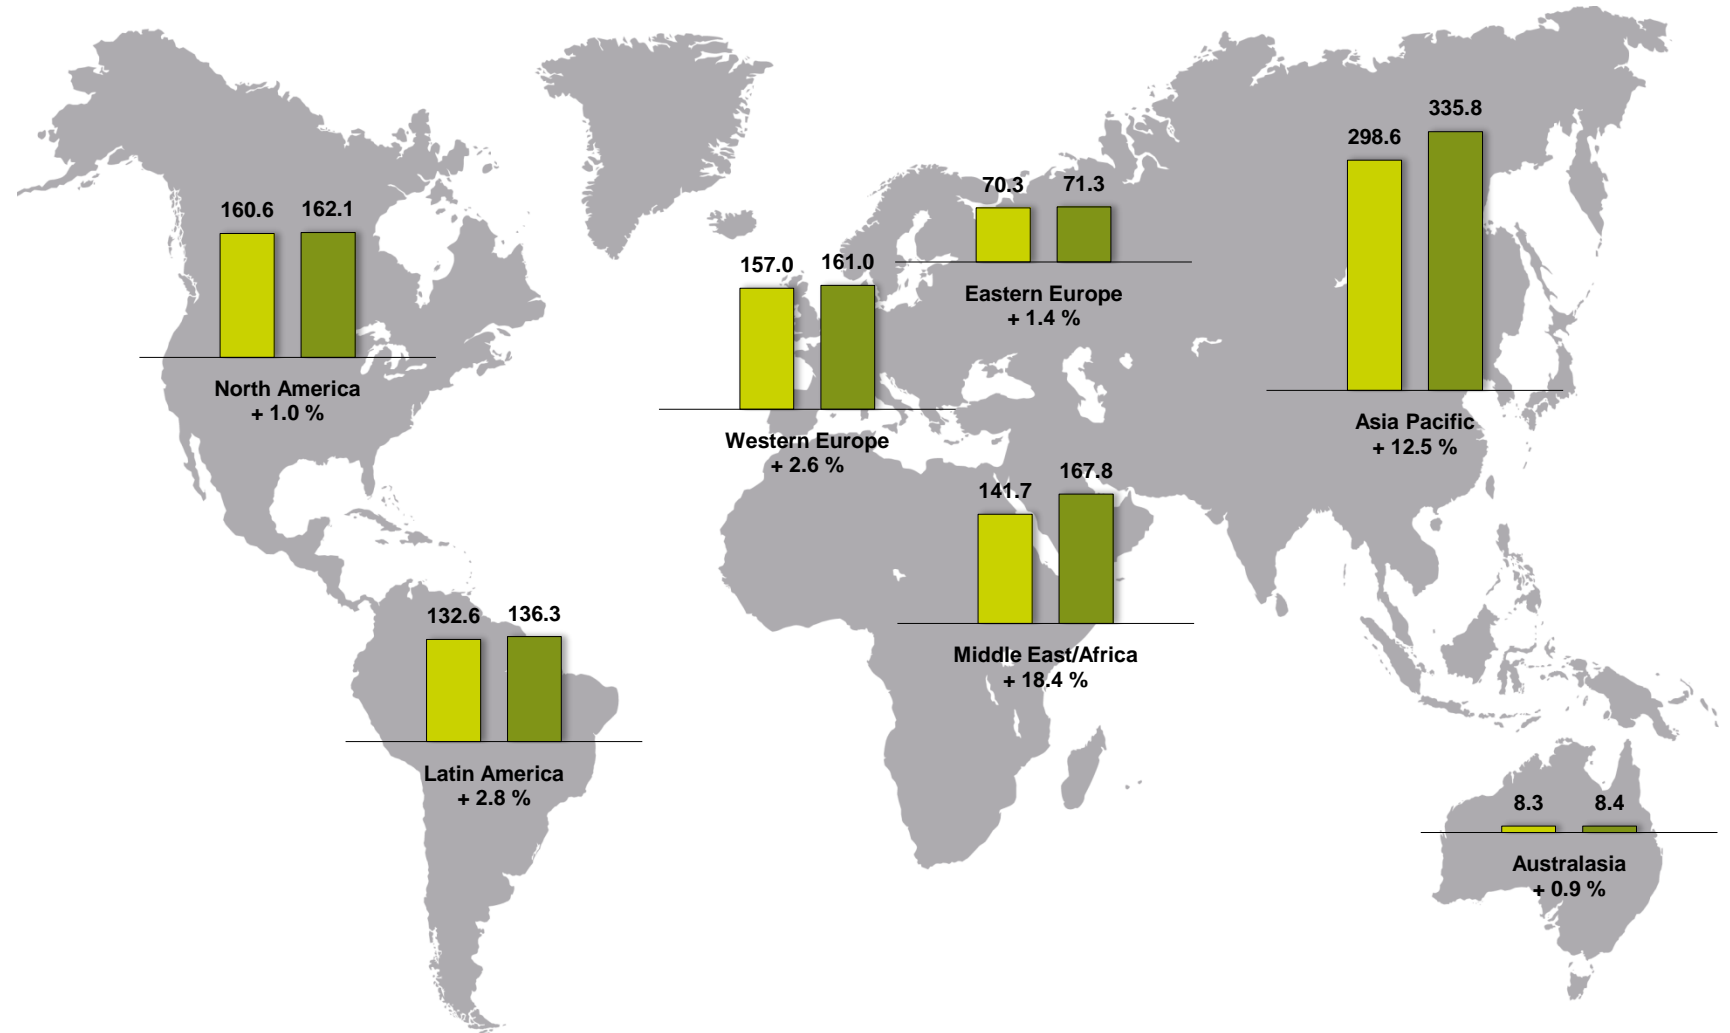 160.6 162.1
North America
+ 1.0 %
157.0 161.0
Western Europe
+ 2.6 %
70.3 71.3
Eastern Europe
+ 1.4 %
298.6 335.8
Asia Pacific
+ 12.5 %
141.7 167.8
Middle East/Africa
+ 18.4 %
132.6 136.3
Latin America
+ 2.8 %
8.3 8.4
Australasia
+ 0.9 %